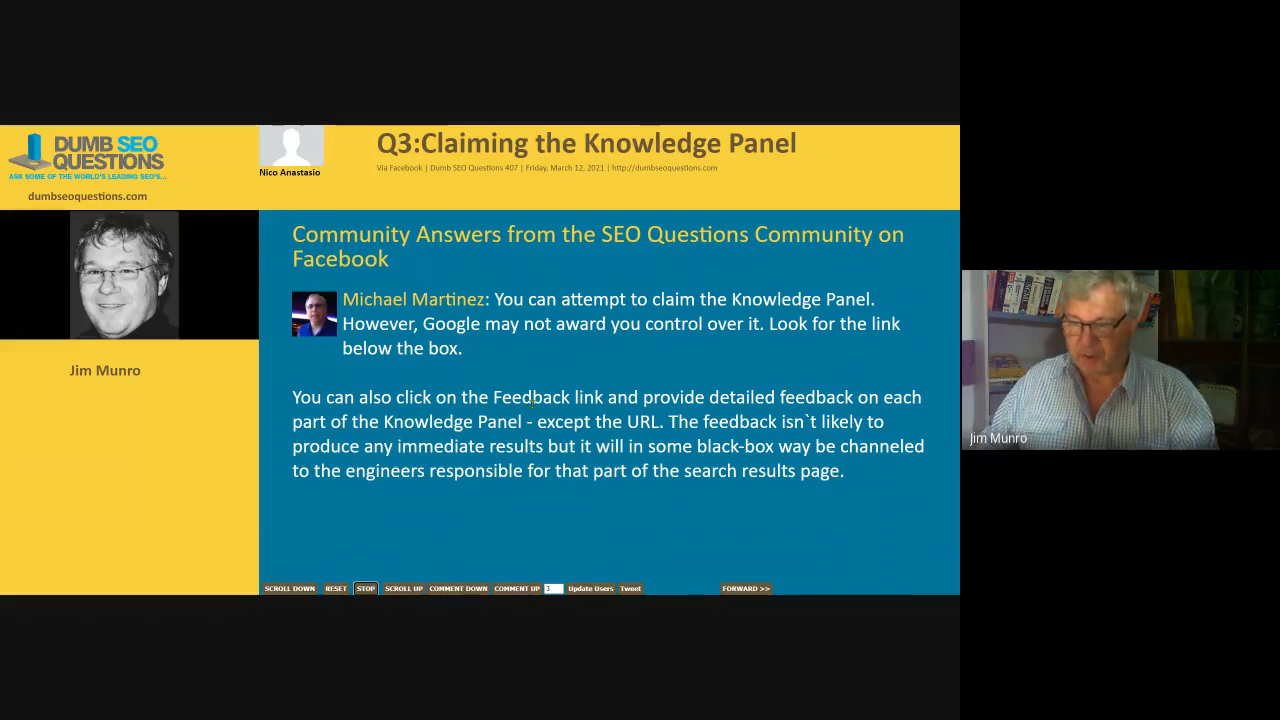 DUMB SEO
QUESTIONS
ASK SOME OF THE WORLD'S LEADING SEO'S...
dumbseoquestions.com
Nico Anastasio
Q3:Claiming the Knowledge Panel
Via Facebook | Dumb SEO Questions 407 | Friday, March 12, 2021 | http://dumbseoquestions.com
Jim Munro
Community Answers from the SEO Questions Community on
Facebook
Michael Martinez: You can attempt to claim the Knowledge Panel.
However, Google may not award you control over it. Look for the link
below the box.
You can also click on the Feedback link and provide detailed feedback on each
part of the Knowledge Panel - except the URL. The feedback isn`t likely to
produce any immediate results but it will in some black-box way be channeled
to the engineers responsible for that part of the search results page.
SCROLL DOWN RESET STOP SCROLL UP COMMENT DOWN COMMENT UP 3 Update Users Tweet FORWARD >>
Jim Munro